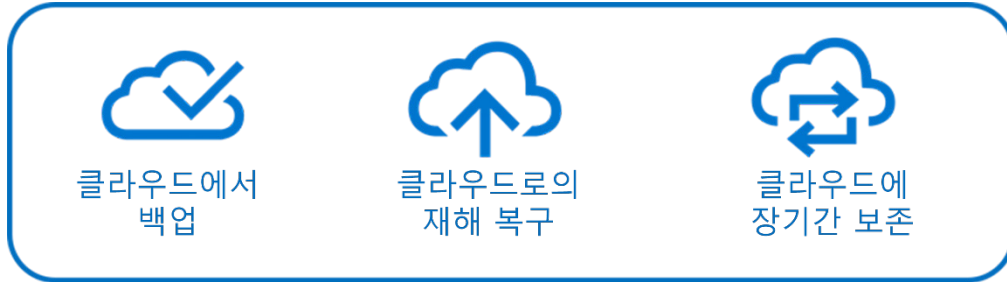 클라우드에서
백업
클라우드로의
재해 복구
클라우드에
장기간 보존